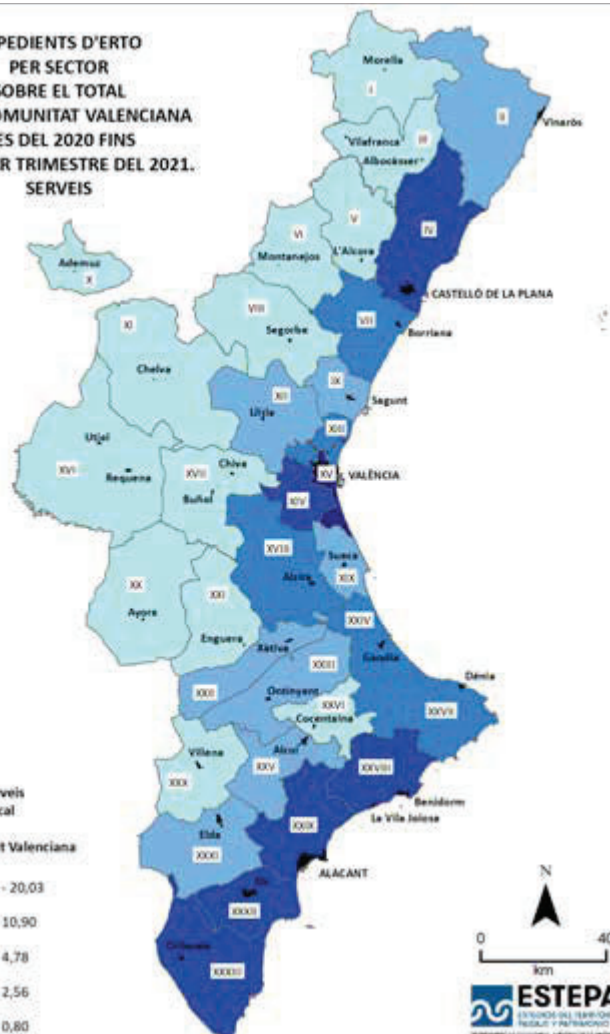 PEDIENTS D'ERTO
PER SECTOR
SOBRE EL TOTAL
OMUNITAT VALENCIANA
ES DEL 2020 FINS
R TRIMESTRE DEL 2021.
SERVEIS
Morella
I
II
Vinaròs
Vilafranca
III
Albocàsser
IV
V
L'Alcora
VI
Montanejos
Ademuz
X
CASTELLÓ DE LA PLANA
VIII
VII
Borriana
Segorbe
XI
Chelva
IX
Sagunt
XII
Llíria
XIII
Utiel
XVI
Requena
XVII
Chiva
Buñol
XV
VALÈNCIA
XIV
XVIII
Sueca
XIX
Alzira
XX
Ayora
XXI
Enguera
XXIV
Gandia
Xàtiva
XXIII
XXII
Ontinyent
Dénia
XXVII
XXVI
Cocentaina
Villena
XXX
Alcoi
XXV
XXVIII
Benidorm
La Vila Joiosa
XXIX
Elda
XXXI
ALACANT
Elx
XXXII
Orihuela
XXXIII
veis
cal
t Valenciana
- 20,03
10,90
4,78
2,56
0,80
N
0 40
km
ESTEPA